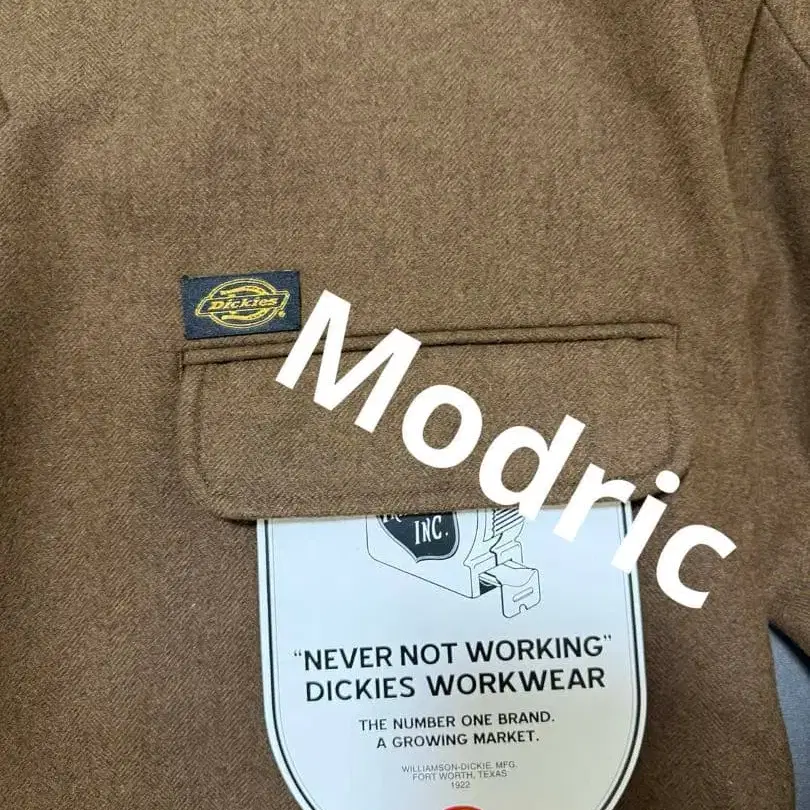 Dickies
Modric
INC.
“NEVER NOT WORKING”
DICKIES WORKWEAR
THE NUMBER ONE BRAND.
A GROWING MARKET.
WILLIAMSON-DICKIE. MFG.
FORT WORTH, TEXAS
1922